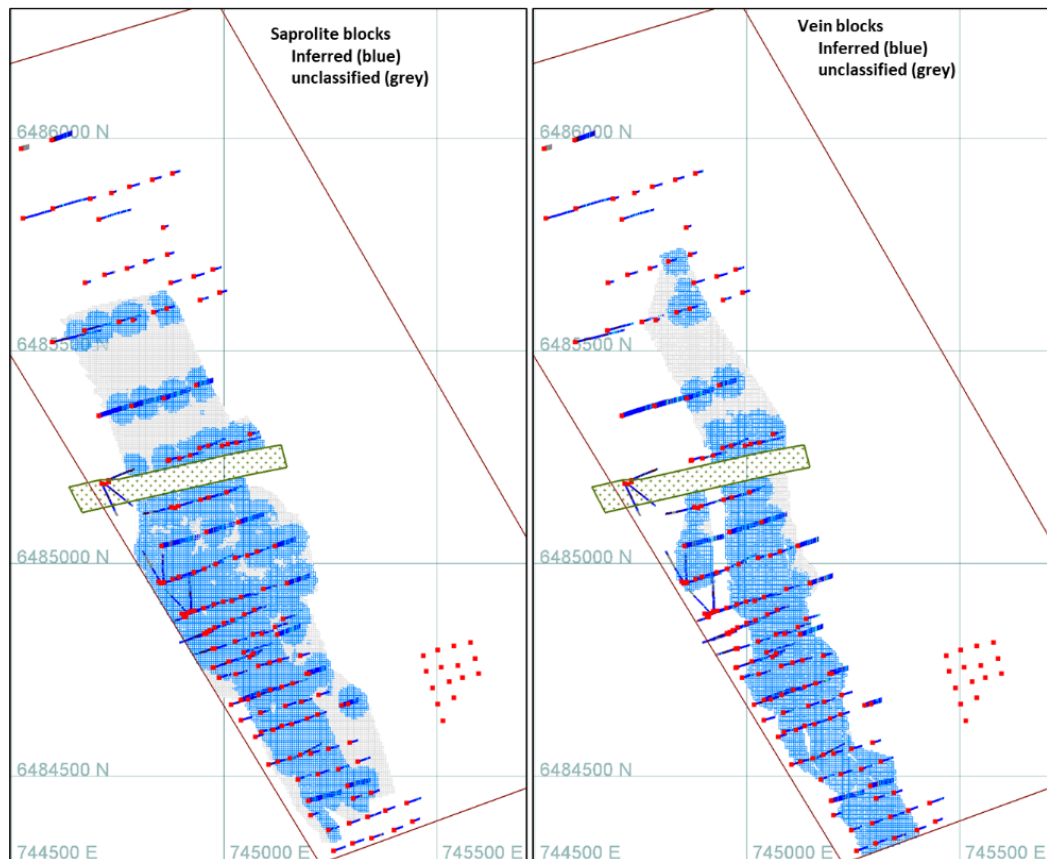 Saprolite blocks
Inferred (blue)
unclassified (grey)
6486000 N
6485500 N
6485000 N
6484500 N
744500 E
745000 E
745500 E
Vein blocks
Inferred (blue)
unclassified (grey)
6486000 N
6485500 N
6485000 N
6484500 N
744500 E
745000 E
745500 E